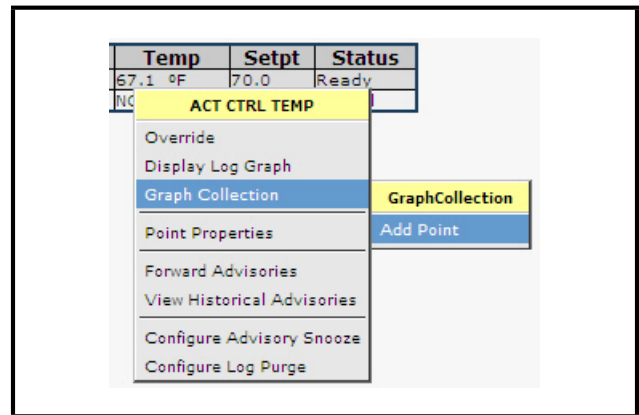 Temp Setpt Status
67.1 ºF 70.0 Ready
ACT CTRL TEMP
Override
Display Log Graph
Graph Collection
GraphCollection
Add Point
Point Properties
Forward Advisories
View Historical Advisories
Configure Advisory Snooze
Configure Log Purge